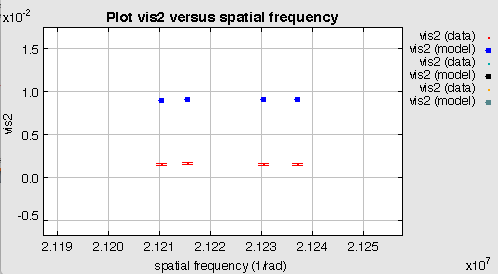 Plot vis2 versus spatial frequency
x10⁻²
1.5
1.0
0.5
0.0
-0.5
vis2
2.119 2.120 2.121 2.122 2.123 2.124 2.125
spatial frequency (1/rad)
x10⁷
vis2 (data)
vis2 (model)
vis2 (data)
vis2 (model)
vis2 (data)
vis2 (model)